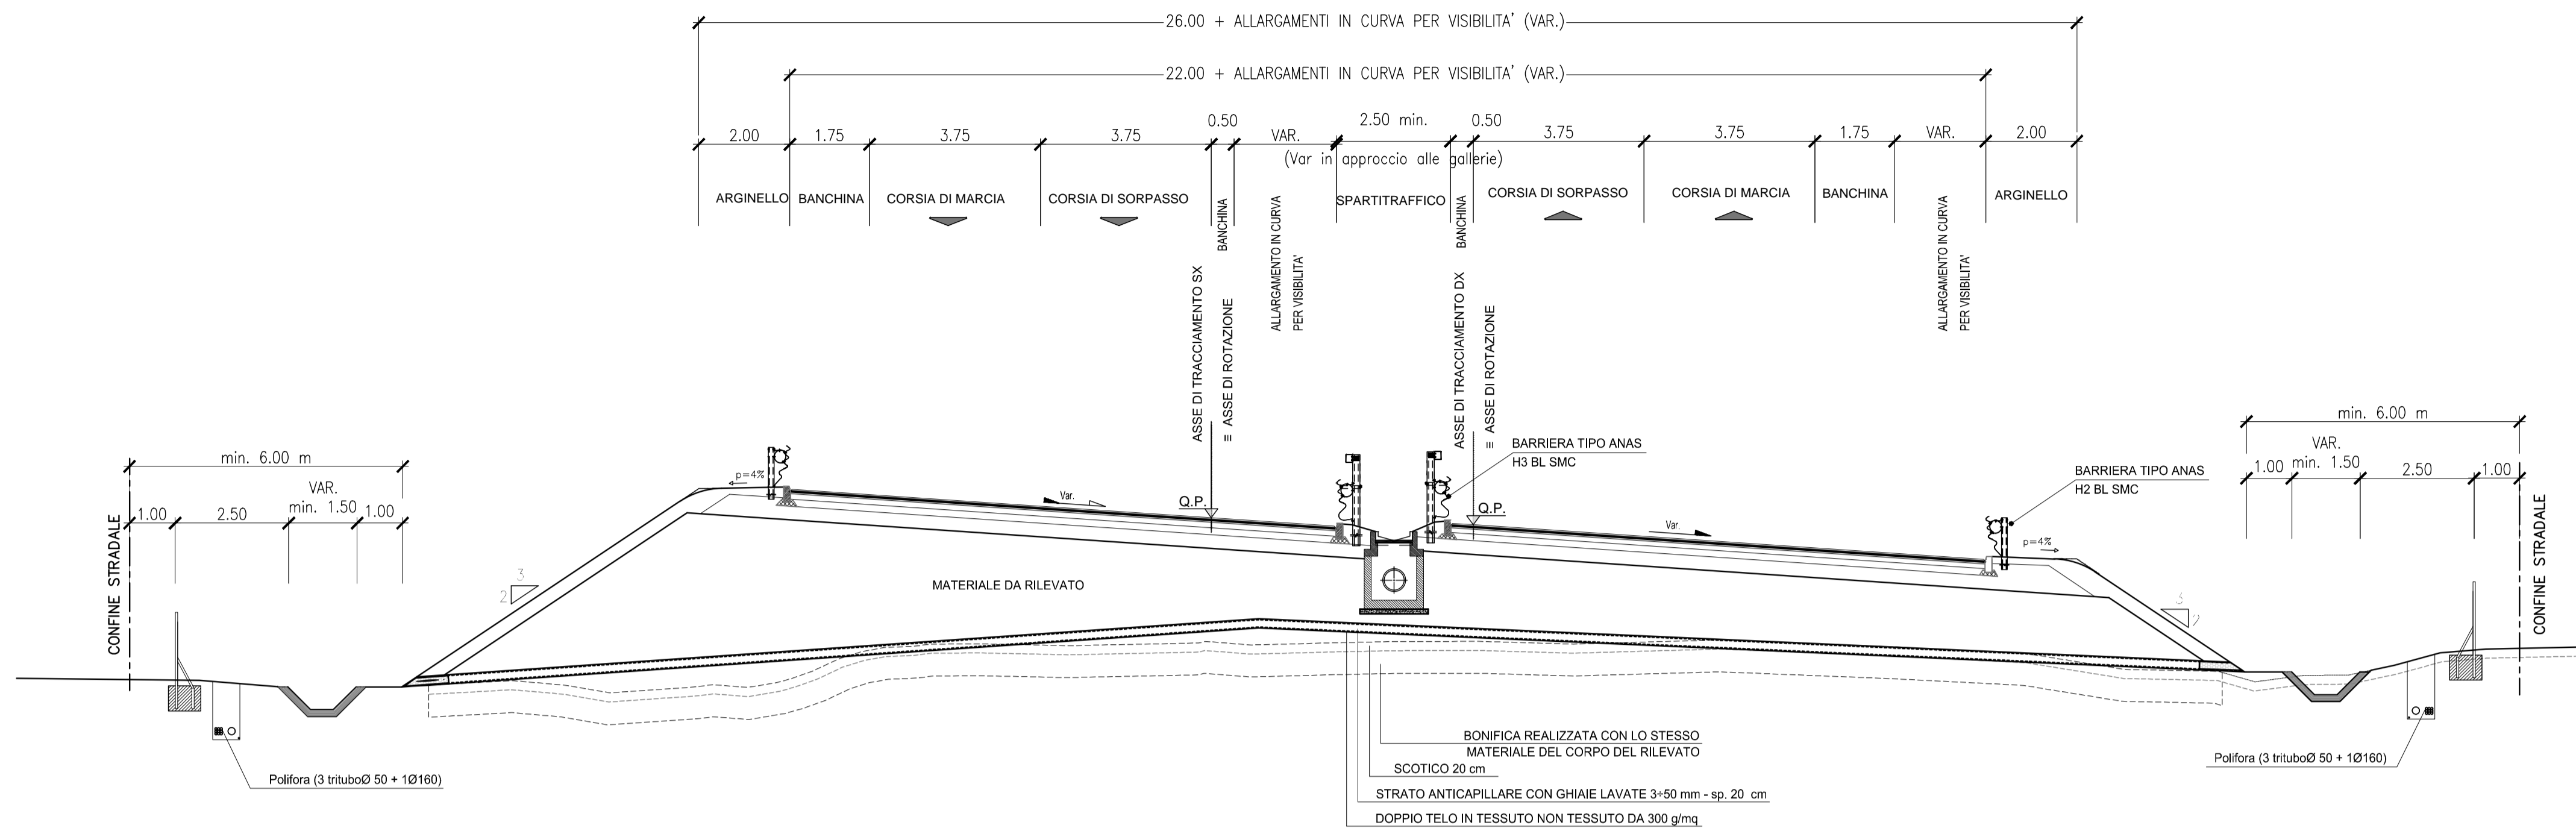 26.00 + ALLARGAMENTI IN CURVA PER VISIBILITA' (VAR.)
22.00 + ALLARGAMENTI IN CURVA PER VISIBILITA' (VAR.)
2.00 1.75 3.75 3.75 0.50 VAR. 2.50 min. 0.50 3.75 3.75 1.75 VAR. 2.00
(Var in approccio alle gallerie)
ARGINELLO BANCHINA CORSIA DI MARCIA CORSIA DI SORPASSO BANCHINA SPARTITRAFFICO BANCHINA CORSIA DI SORPASSO CORSIA DI MARCIA BANCHINA ARGINELLO
ALLARGAMENTO IN CURVA
PER VISIBILITA'
ALLARGAMENTO IN CURVA
PER VISIBILITA'
ASSE DI TRACCIAMENTO SX
≡ ASSE DI ROTAZIONE
ASSE DI TRACCIAMENTO DX
≡ ASSE DI ROTAZIONE
min. 6.00 m
VAR.
1.00 2.50 min. 1.50 1.00
CONFINE STRADALE
p=4%
Var.
Q.P.
BARRIERA TIPO ANAS
H3 BL SMC
Q.P.
Var.
BARRIERA TIPO ANAS
H2 BL SMC
p=4%
min. 6.00 m
VAR.
1.00 min. 1.50 2.50 1.00
CONFINE STRADALE
3
2
MATERIALE DA RILEVATO
3
2
BONIFICA REALIZZATA CON LO STESSO
MATERIALE DEL CORPO DEL RILEVATO
SCOTICO 20 cm
STRATO ANTICAPILLARE CON GHIAIE LAVATE 3÷50 mm - sp. 20 cm
DOPPIO TELO IN TESSUTO NON TESSUTO DA 300 g/mq
Polifora (3 trituboØ 50 + 1Ø160)
Polifora (3 trituboØ 50 + 1Ø160)